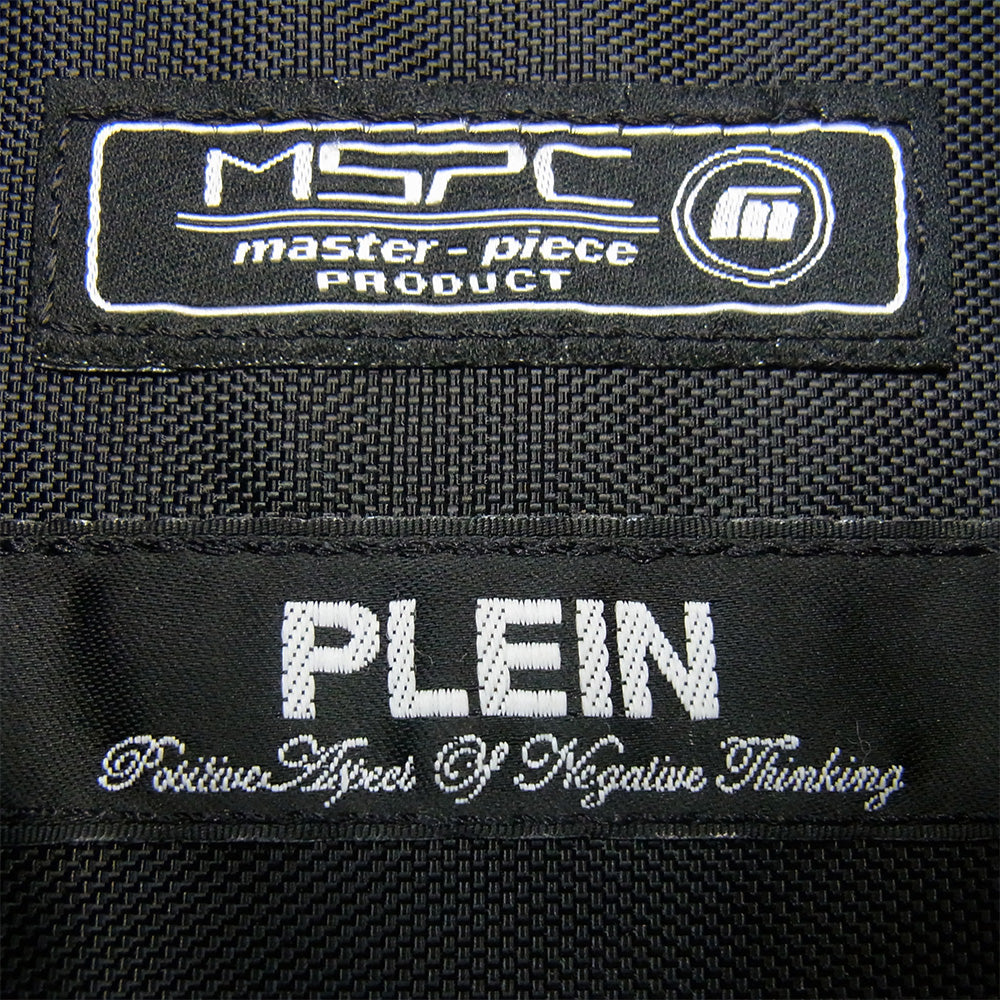 MSPC
master-piece
PRODUCT
PLEIN
Positive Aspect Of Negative Thinking